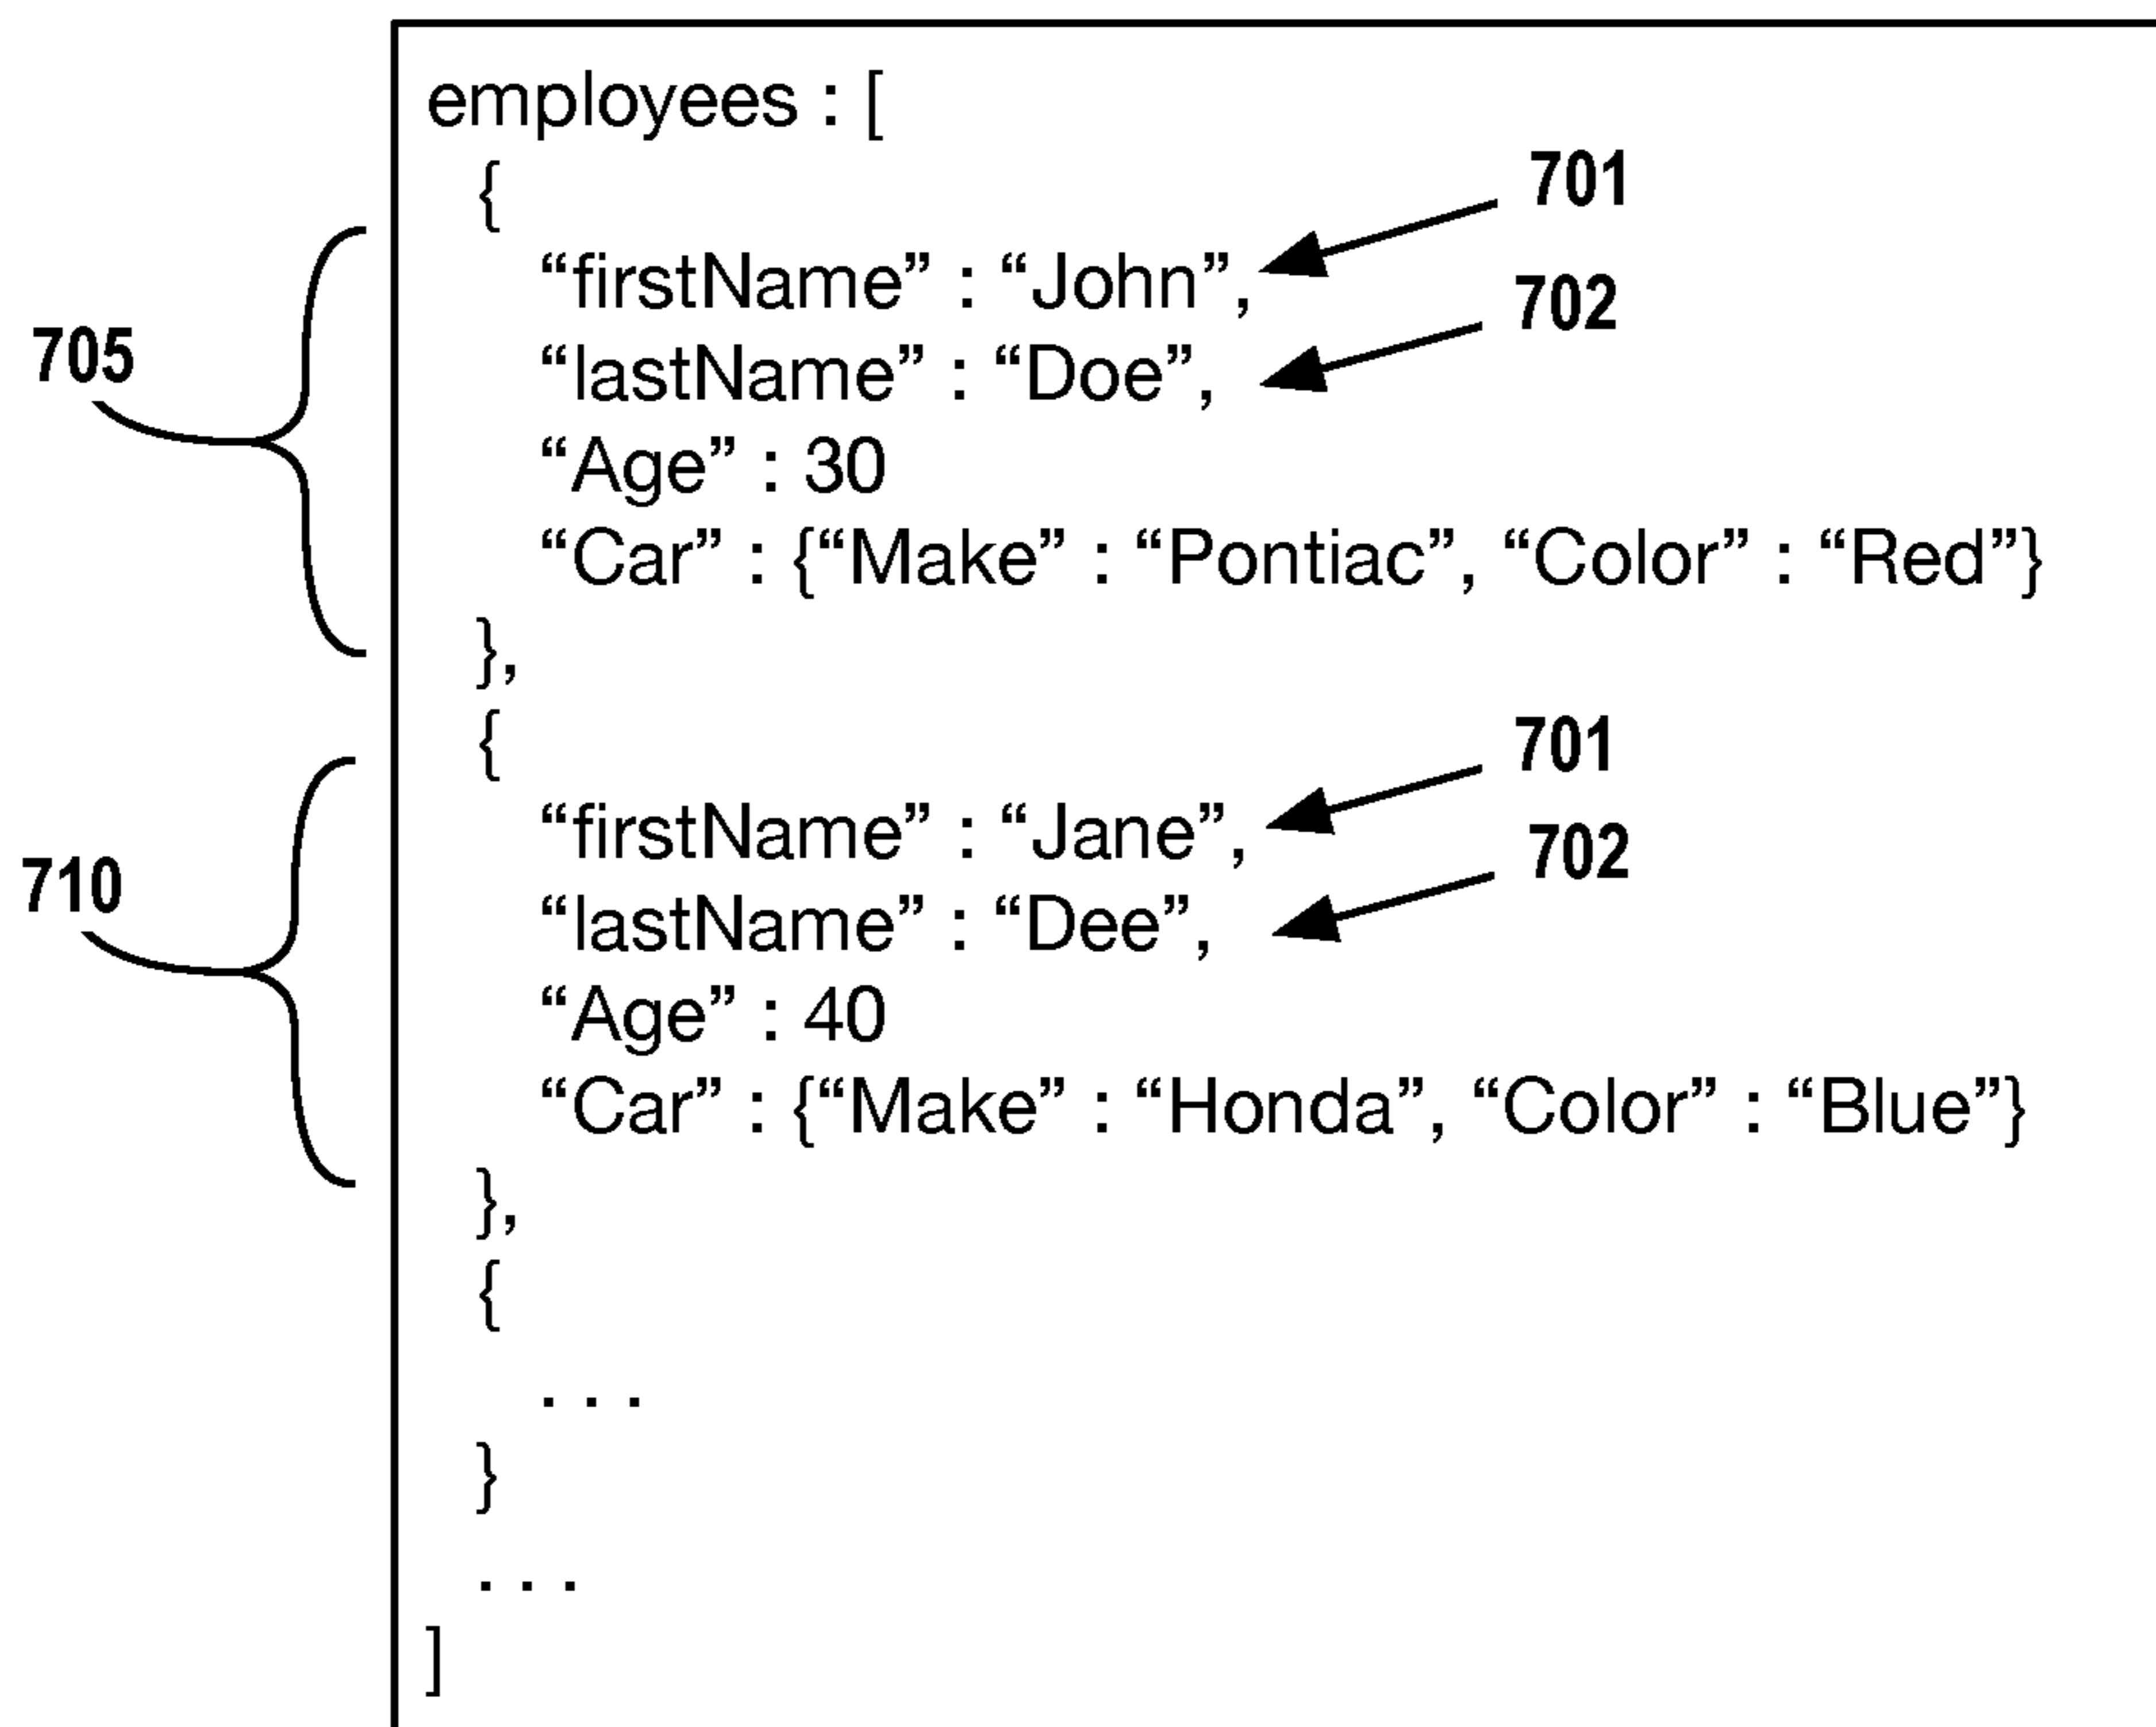 employees : [
{
701
“firstName” : “John”,
702
705
“lastName” : “Doe”,
“Age” : 30
“Car” : {“Make” : “Pontiac”, “Color” : “Red”}
},
{
701
“firstName” : “Jane”,
702
710
“lastName” : “Dee”,
“Age” : 40
“Car” : {“Make” : “Honda”, “Color” : “Blue”}
},
{
. . .
}
. . .
]